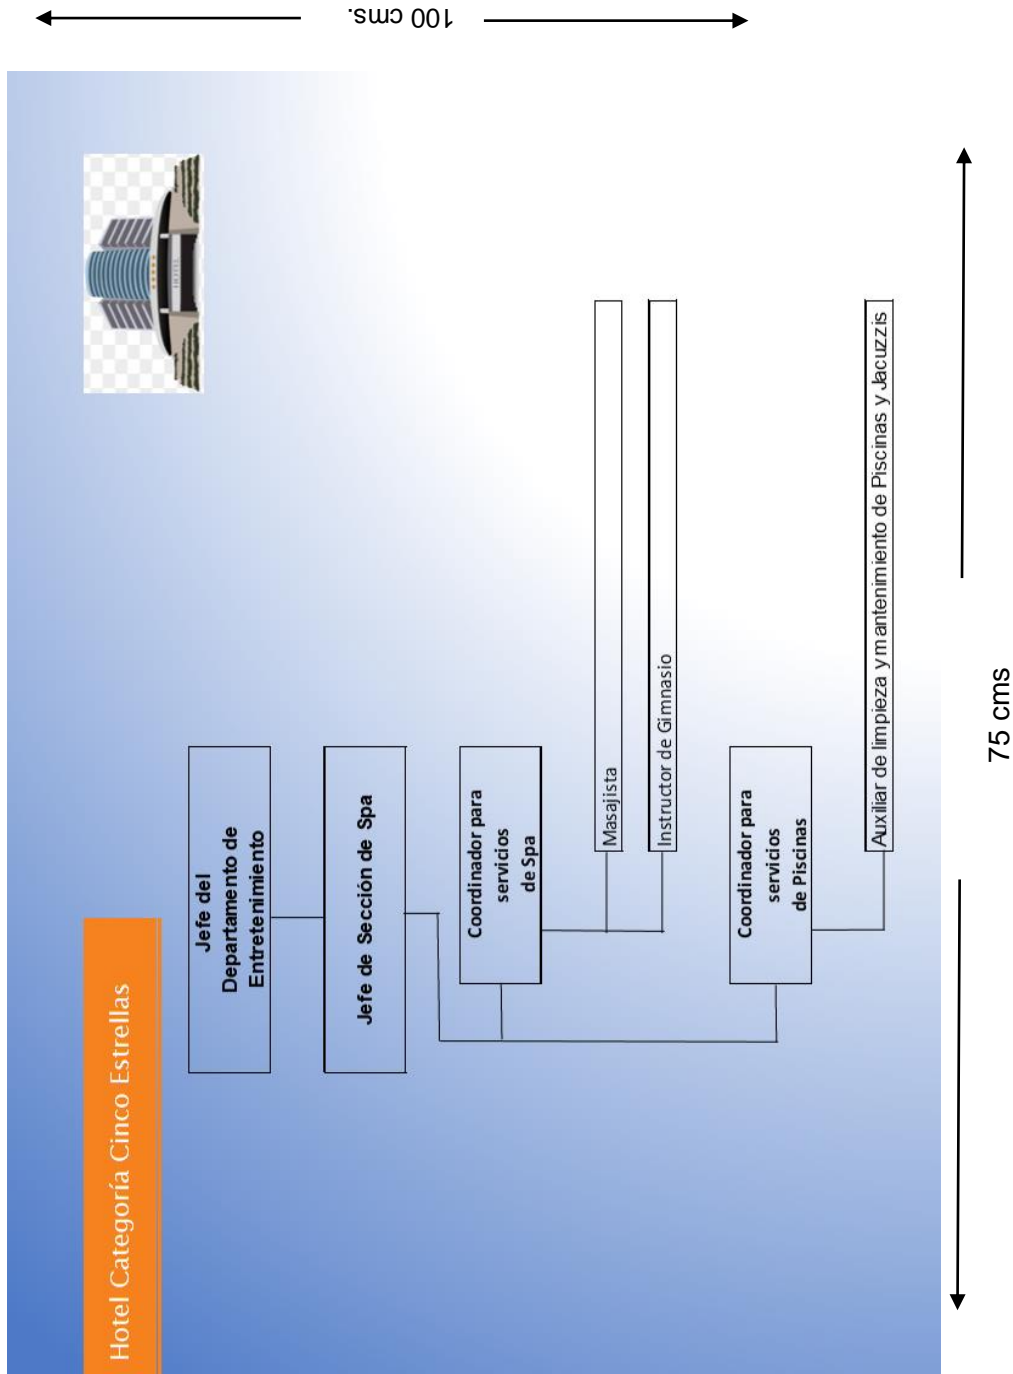 100 cms.
Hotel Categoría Cinco Estrellas
HOTEL
Jefe del
Departamento de
Entretenimiento
Jefe de Sección de Spa
Coordinador para
servicios
de Spa
Masajista
Instructor de Gimnasio
Coordinador para
servicios
de Piscinas
Auxiliar de limpieza y mantenimiento de Piscinas y Jacuzzis
75 cms